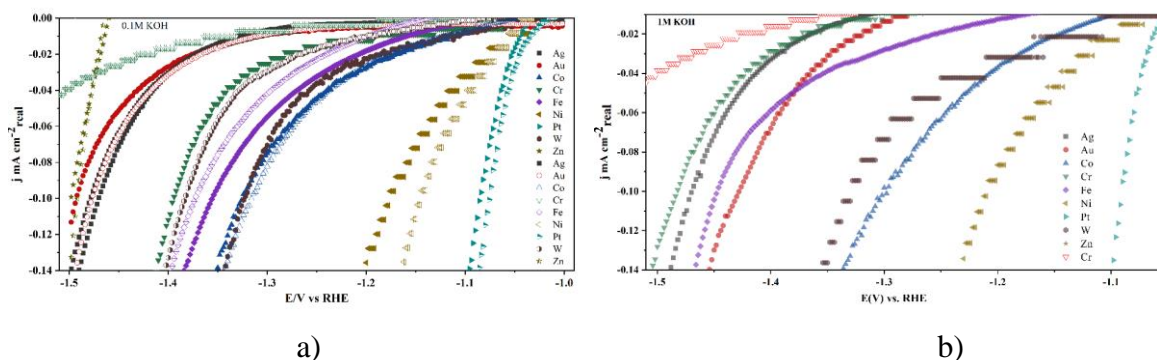 0.1M KOH
j mA cm⁻²real
0.00
-0.02
-0.04
-0.06
-0.08
-0.10
-0.12
-0.14
-1.5
-1.4
-1.3
-1.2
-1.1
-1.0
E/V vs RHE
Ag
Au
Co
Cr
Fe
Ni
Pt
W
Zn
Ag
Au
Co
Cr
Fe
Ni
Pt
W
Zn
a)
1M KOH
j mA cm⁻²real
-0.02
-0.04
-0.06
-0.08
-0.10
-0.12
-0.14
-1.5
-1.4
-1.3
-1.2
-1.1
E(V) vs. RHE
Ag
Au
Co
Cr
Fe
Ni
Pt
W
Zn
Cr
b)